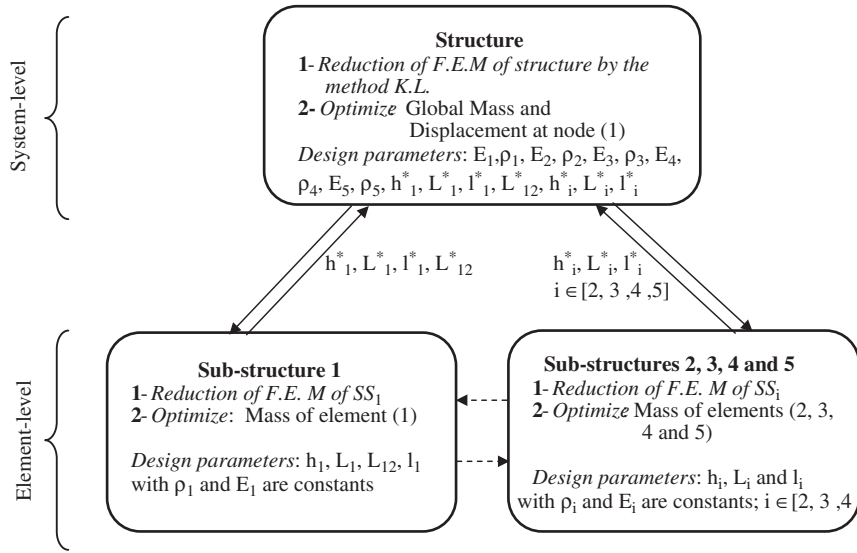 System-level
Structure
1- Reduction of F.E.M of structure by the
method K.L.
2- Optimize Global Mass and
Displacement at node (1)
Design parameters: E₁,ρ₁, E₂, ρ₂, E₃, ρ₃, E₄,
ρ₄, E₅, ρ₅, h*₁, L*₁, l*₁, L*₁₂, h*ᵢ, L*ᵢ, l*ᵢ
h*₁, L*₁, l*₁, L*₁₂
h*ᵢ, L*ᵢ, l*ᵢ
i ∈[2, 3 ,4 ,5]
Element-level
Sub-structure 1
1- Reduction of F.E. M of SS₁
2- Optimize: Mass of element (1)
Design parameters: h₁, L₁, L₁₂, l₁
with ρ₁ and E₁ are constants
Sub-structures 2, 3, 4 and 5
1- Reduction of F.E. M of SSᵢ
2- Optimize Mass of elements (2, 3,
4 and 5)
Design parameters: hᵢ, Lᵢ and lᵢ
with ρᵢ and Eᵢ are constants; i ∈[2, 3 ,4